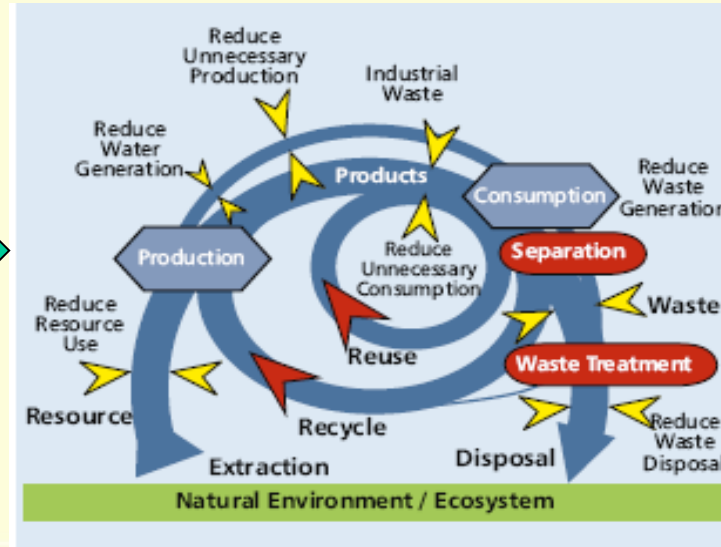 Reduce
Unnecessary
Production
Industrial
Waste
Reduce
Water
Generation
Products
Consumption
Reduce
Waste
Generation
Production
Reduce
Unnecessary
Consumption
Separation
Reduce
Resource
Use
Waste
Reuse
Waste Treatment
Resource
Recycle
Reduce
Waste
Disposal
Extraction
Disposal
Natural Environment / Ecosystem